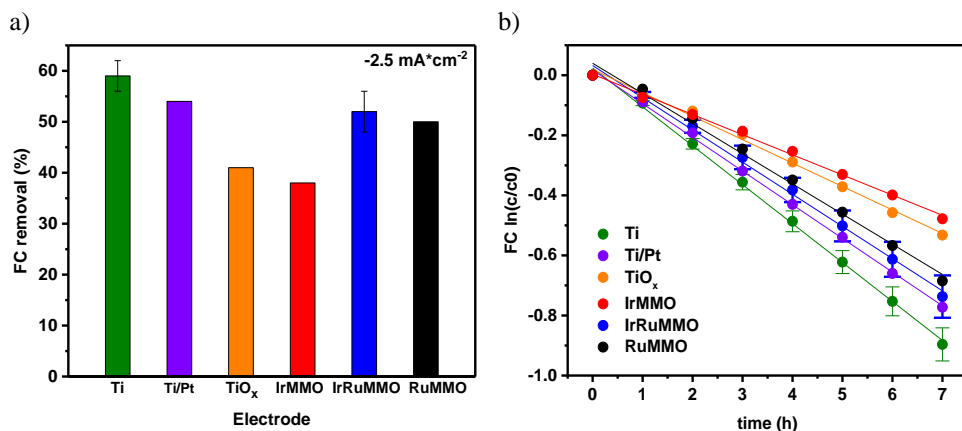 a)
-2.5 mA*cm-2
FC removal (%)
60
50
40
30
20
10
0
Ti
Ti/Pt
TiOx
IrMMO
IrRuMMO
RuMMO
Electrode
b)
FC ln(c/c0)
0.0
-0.2
-0.4
-0.6
-0.8
-1.0
Ti
Ti/Pt
TiOx
IrMMO
IrRuMMO
RuMMO
0
1
2
3
4
5
6
7
time (h)